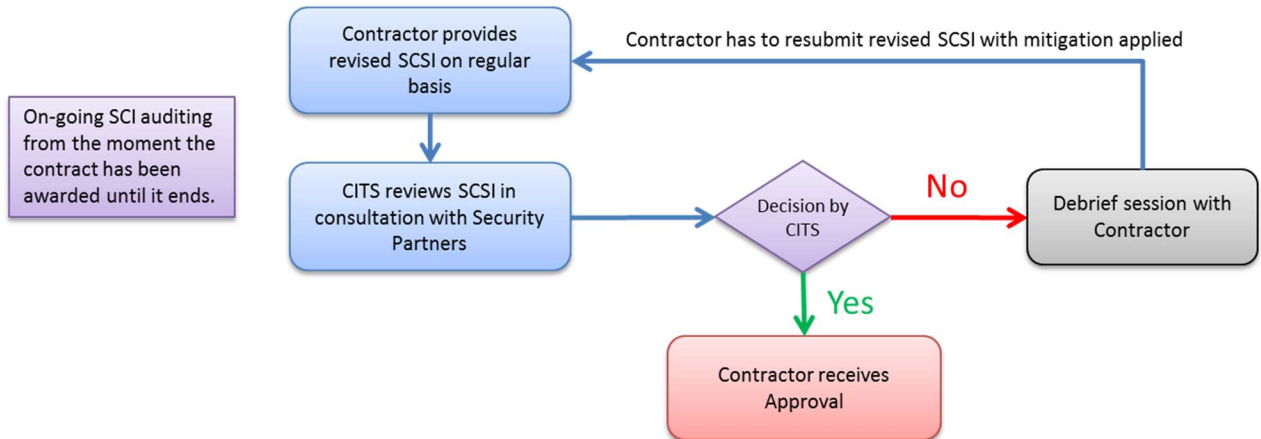 Contractor provides
revised SCSI on regular
basis
Contractor has to resubmit revised SCSI with mitigation applied
On-going SCI auditing
from the moment the
contract has been
awarded until it ends.
CITS reviews SCSI in
consultation with Security
Partners
Decision by
CITS
No
Debrief session with
Contractor
Yes
Contractor receives
Approval